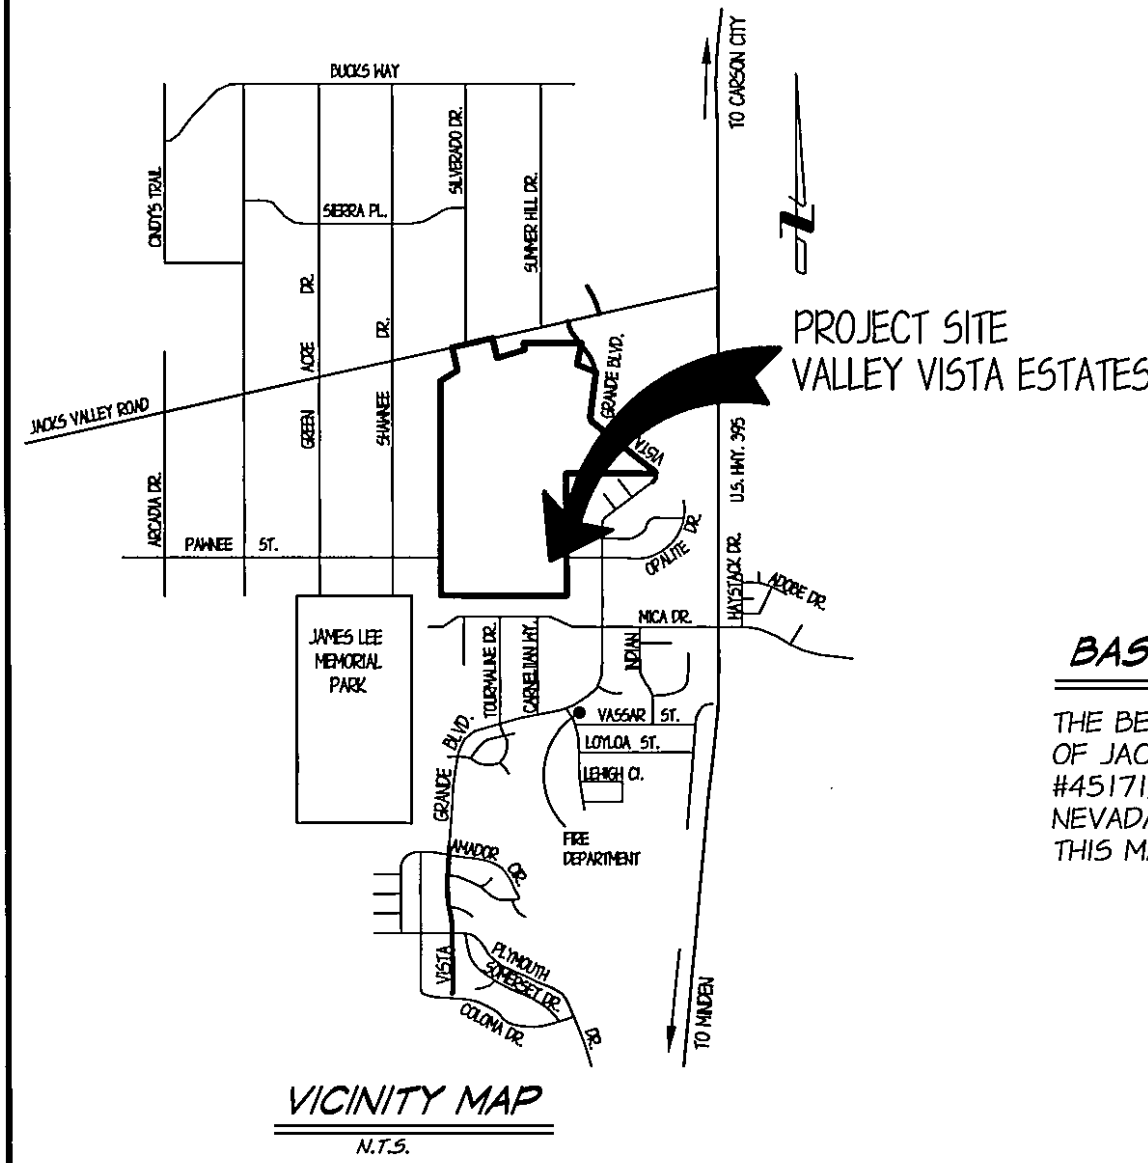 BUCKS WAY
TO CARSON CITY
CINDY'S TRAIL
SILVERADO DR.
SUMMER HILL DR.
SIERRA PL.
GREEN ACRE DR.
SHAWNEE DR.
JACKS VALLEY ROAD
GRANDE BLVD.
VISTA
PROJECT SITE
VALLEY VISTA ESTATES
U.S. HWY. 395
ARCADIA DR.
PAWNEE ST.
OPALITE DR.
HAYSTACK DR.
ADOBE DR.
MICA DR.
JAMES LEE
MEMORIAL
PARK
TOURMALINE DR.
CARNELIAN WY.
INDIAN
VASSAR ST.
LOYLOA ST.
LEHIGH CI.
GRANDE BLVD.
FIRE
DEPARTMENT
AMADOR CIR.
VISTA
PLYMOUTH DR.
SOMERSET DR.
COLOMA DR.
TO MINDEN
VICINITY MAP
N.T.S.
BAS
THE BE
OF JAC
#45171
NEVADA
THIS M